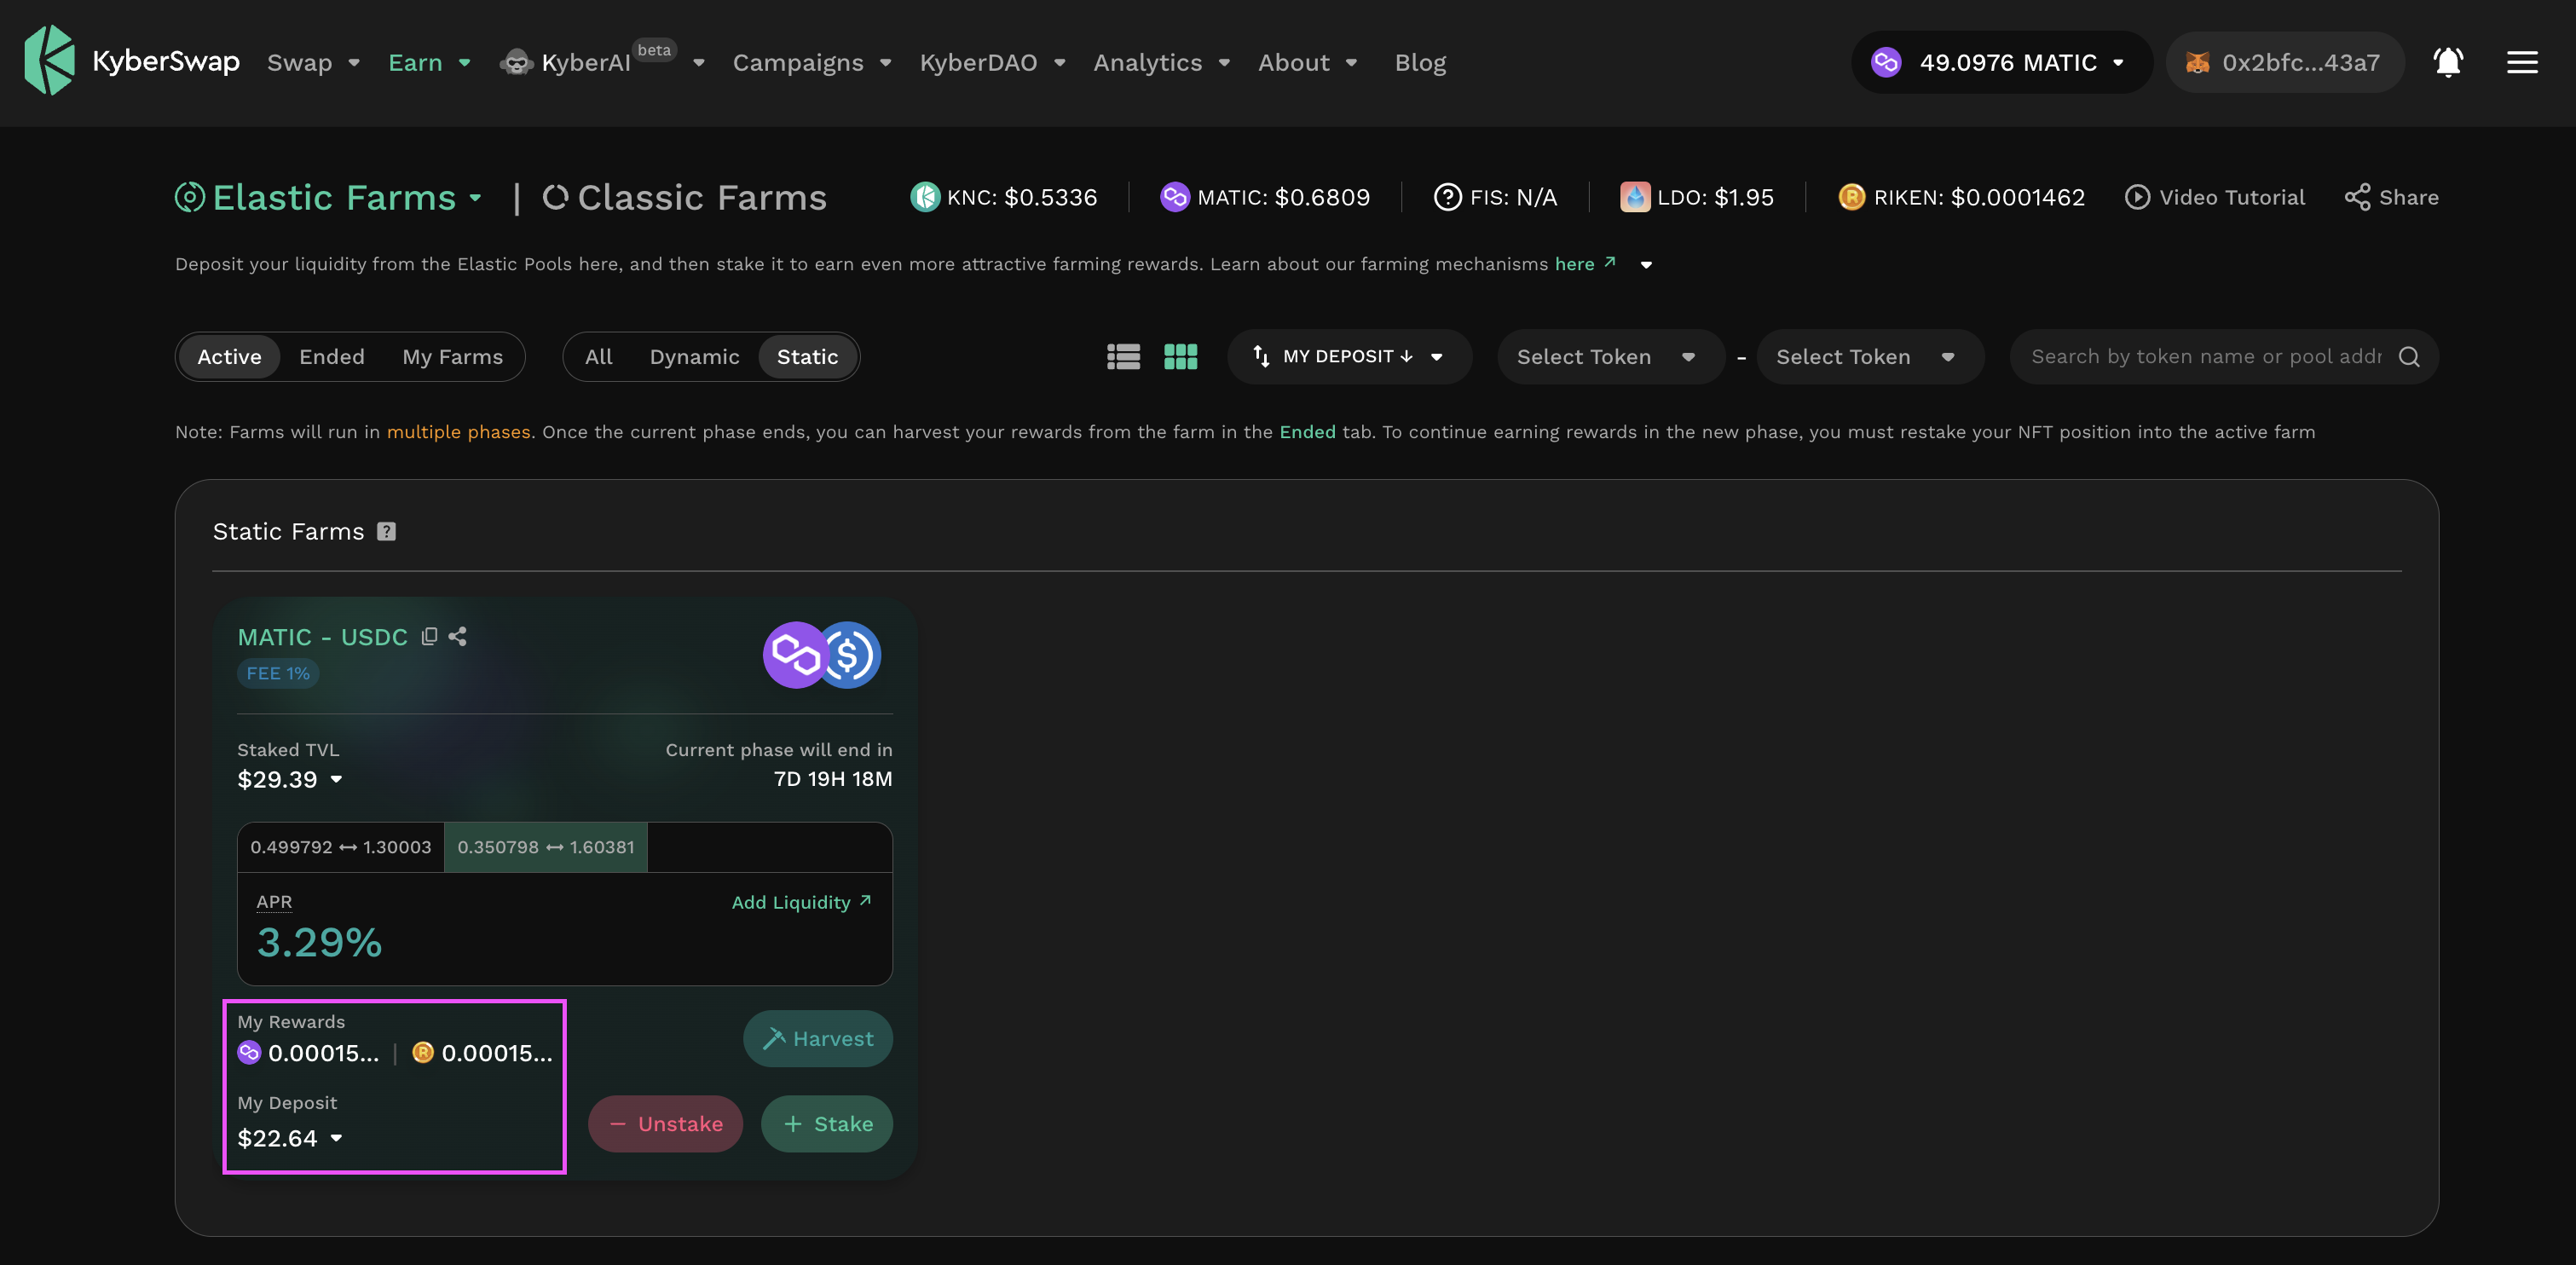 KyberSwap Swap Earn KyberAI beta Campaigns KyberDAO Analytics About Blog 49.0976 MATIC 0x2bfc...43a7
Elastic Farms | Classic Farms KNC: $0.5336 MATIC: $0.6809 FIS: N/A LDO: $1.95 RIKEN: $0.0001462 Video Tutorial Share
Deposit your liquidity from the Elastic Pools here, and then stake it to earn even more attractive farming rewards. Learn about our farming mechanisms here ↗
Active Ended My Farms All Dynamic Static MY DEPOSIT ↓ Select Token - Select Token Search by token name or pool addr
Note: Farms will run in multiple phases. Once the current phase ends, you can harvest your rewards from the farm in the Ended tab. To continue earning rewards in the new phase, you must restake your NFT position into the active farm
Static Farms ?
MATIC - USDC
FEE 1%
Staked TVL Current phase will end in
$29.39 7D 19H 18M
0.499792 ↔ 1.30003 0.350798 ↔ 1.60381
APR Add Liquidity ↗
3.29%
My Rewards
0.00015... | 0.00015... Harvest
My Deposit
$22.64 − Unstake + Stake